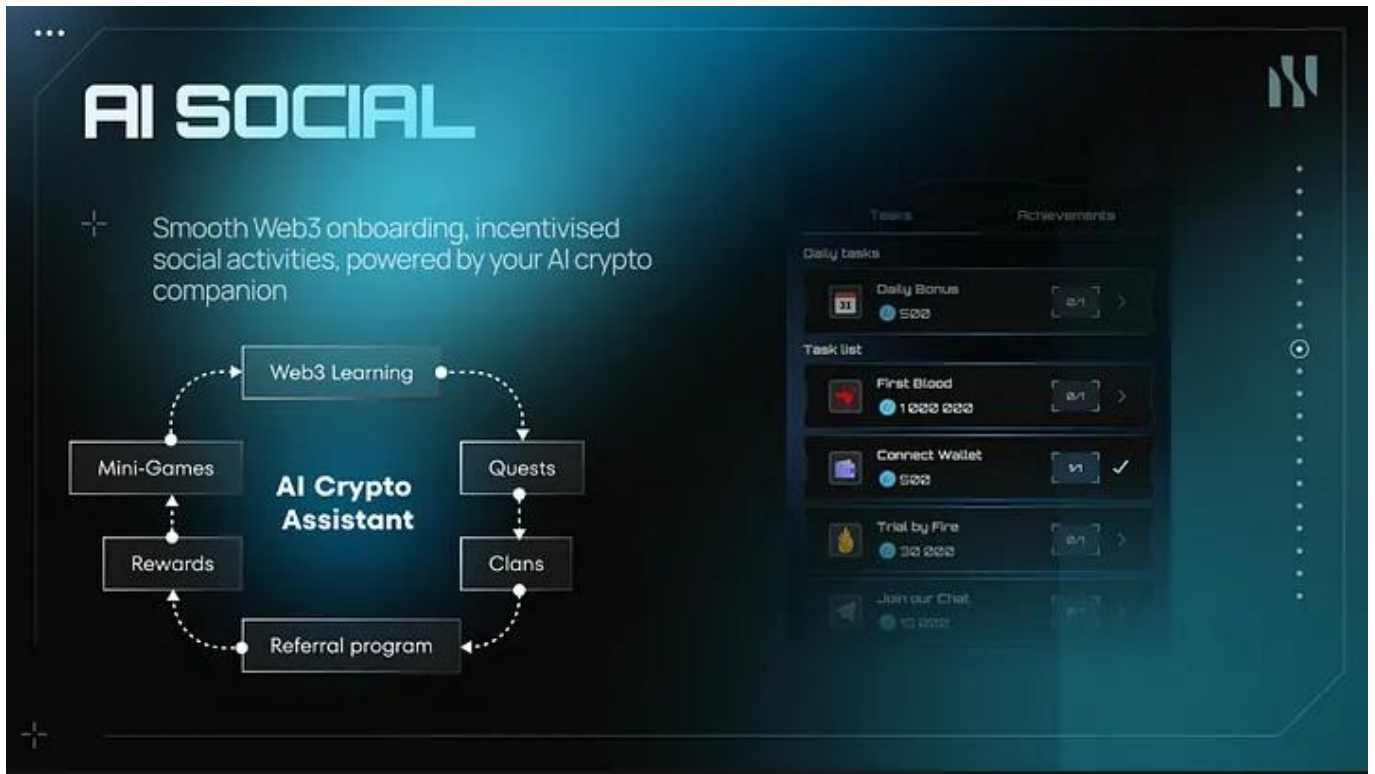 AI SOCIAL
Smooth Web3 onboarding, incentivised
social activities, powered by your AI crypto
companion
Web3 Learning
Mini-Games
Quests
AI Crypto
Assistant
Rewards
Clans
Referral program
Tasks
Achievements
Daily tasks
31
Daily Bonus
500
0/1
Task list
First Blood
1 000 000
0/1
Connect Wallet
500
1/1
Trial by Fire
30 000
0/1
Join our Chat
10 000